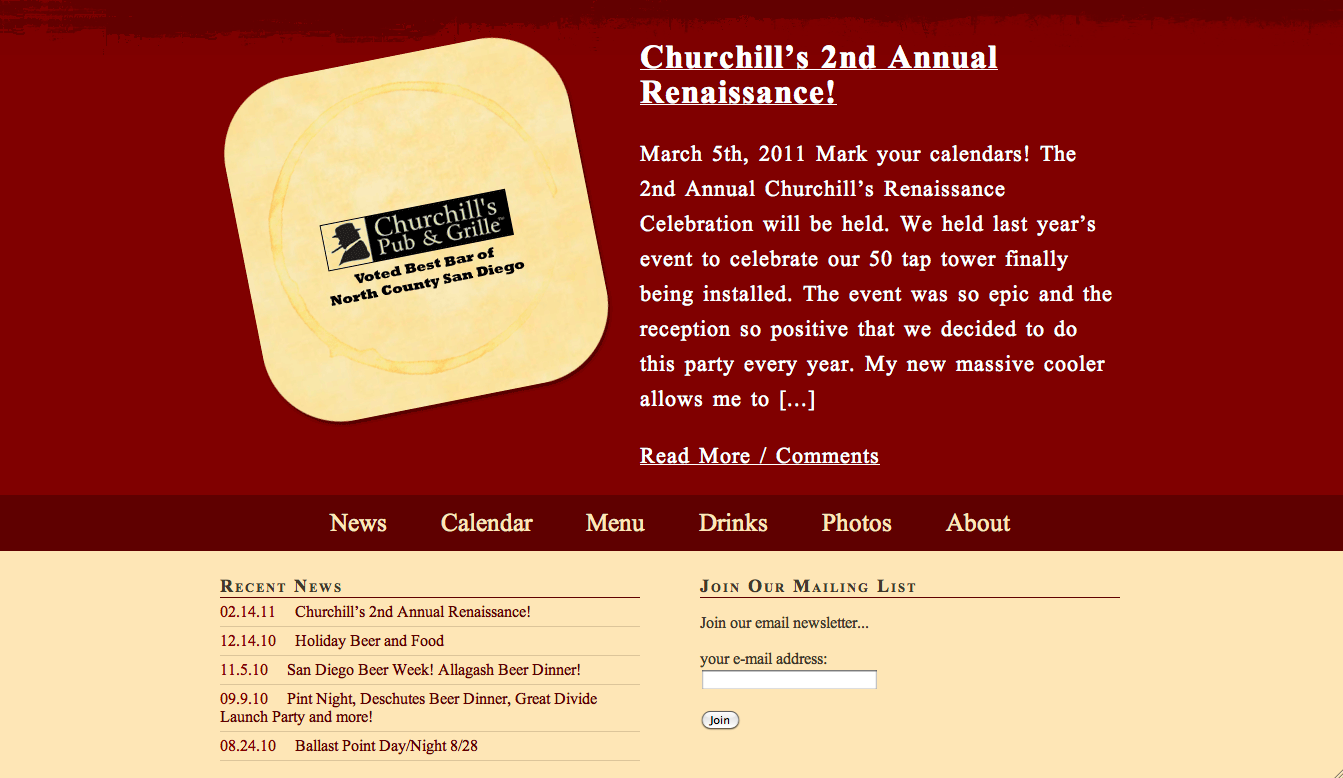 Churchill’s 2nd Annual
Renaissance!
March 5th, 2011 Mark your calendars! The
2nd Annual Churchill’s Renaissance
Celebration will be held. We held last year’s
event to celebrate our 50 tap tower finally
being installed. The event was so epic and the
reception so positive that we decided to do
this party every year. My new massive cooler
allows me to [...]
Read More / Comments
Churchill's
Pub & Grille™
Voted Best Bar of
North County San Diego
News Calendar Menu Drinks Photos About
Recent News
02.14.11 Churchill’s 2nd Annual Renaissance!
12.14.10 Holiday Beer and Food
11.5.10 San Diego Beer Week! Allagash Beer Dinner!
09.9.10 Pint Night, Deschutes Beer Dinner, Great Divide
Launch Party and more!
08.24.10 Ballast Point Day/Night 8/28
Join Our Mailing List
Join our email newsletter...
your e-mail address:
Join